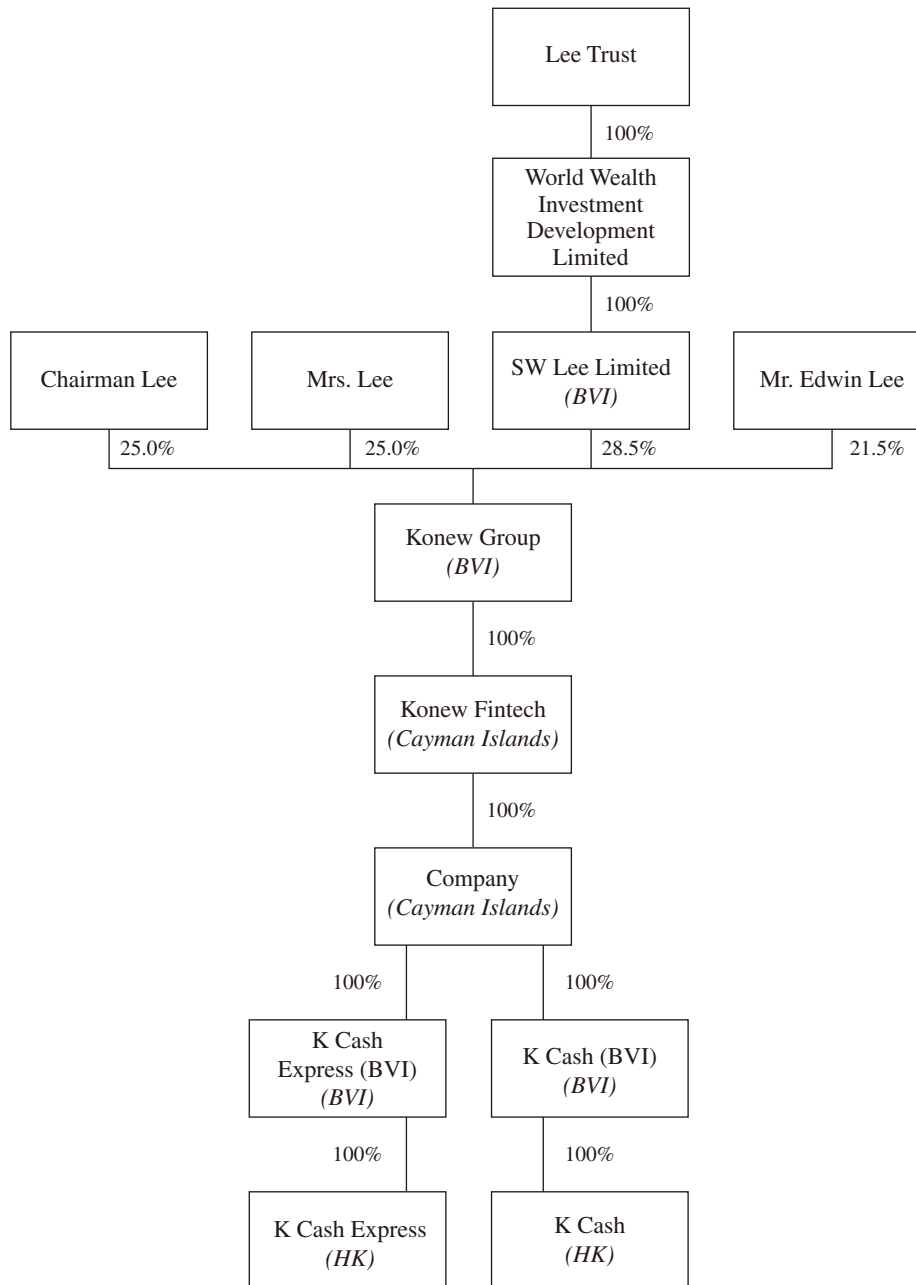 Lee Trust
100%
World Wealth
Investment
Development
Limited
100%
Chairman Lee
Mrs. Lee
SW Lee Limited
(BVI)
Mr. Edwin Lee
25.0%
25.0%
28.5%
21.5%
Konew Group
(BVI)
100%
Konew Fintech
(Cayman Islands)
100%
Company
(Cayman Islands)
100%
100%
K Cash
Express (BVI)
(BVI)
K Cash (BVI)
(BVI)
100%
100%
K Cash Express
(HK)
K Cash
(HK)